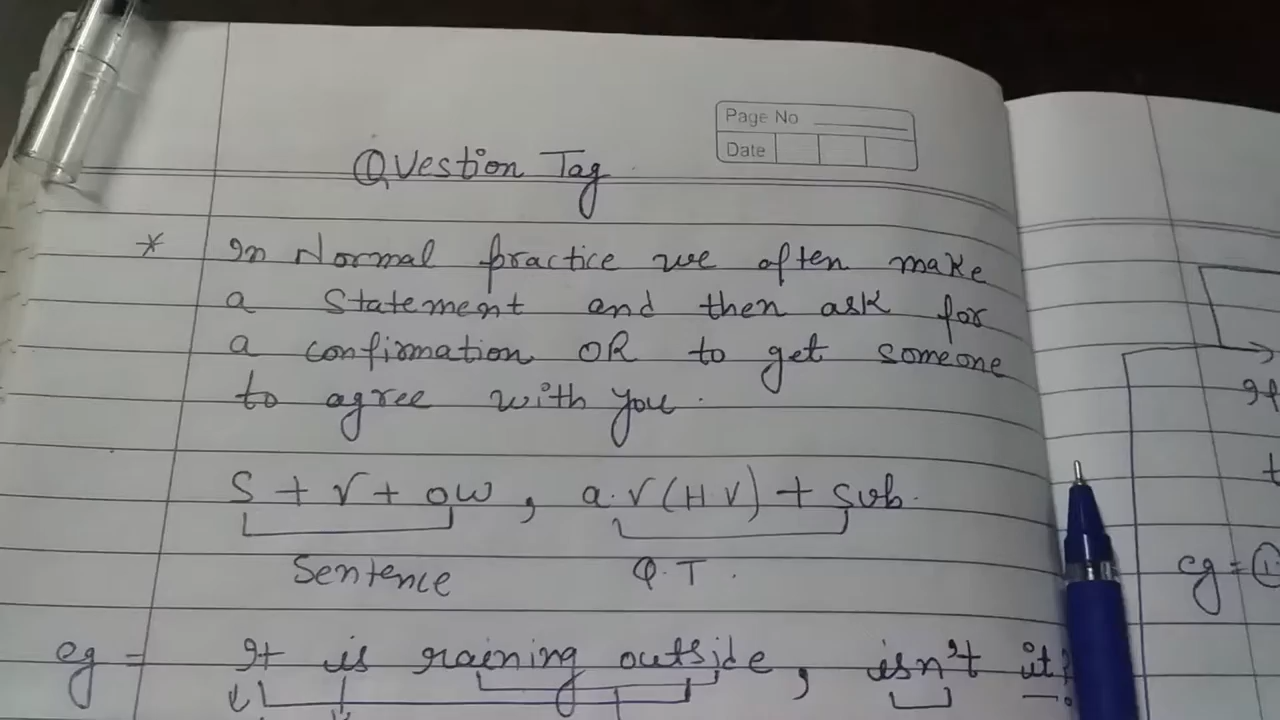 Page No
Date
Question Tag
* In Normal practice we often make
a statement and then ask for
a confirmation OR to get someone
to agree with you.
S + V + OW, a.V (H.V) + sub.
Sentence Q.T.
eg = It is raining outside, isn't it?
eg = ①